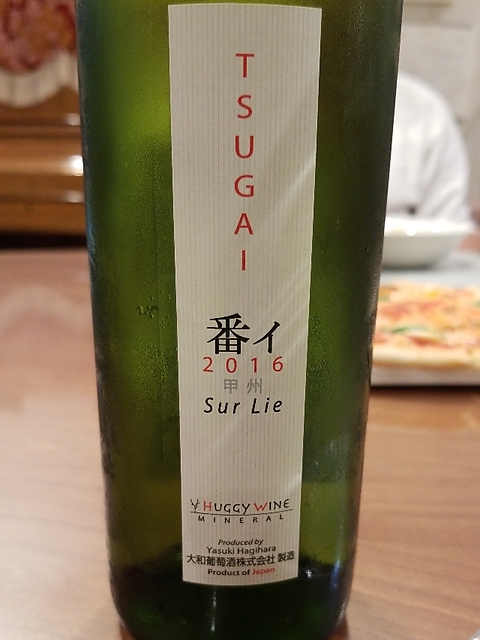 TSUGAI
番イ
2016
甲州
Sur Lie
HUGGY WINE
MINERAL
Produced by
Yasuki Hagihara
大和葡萄酒株式会社 製造
Product of Japan